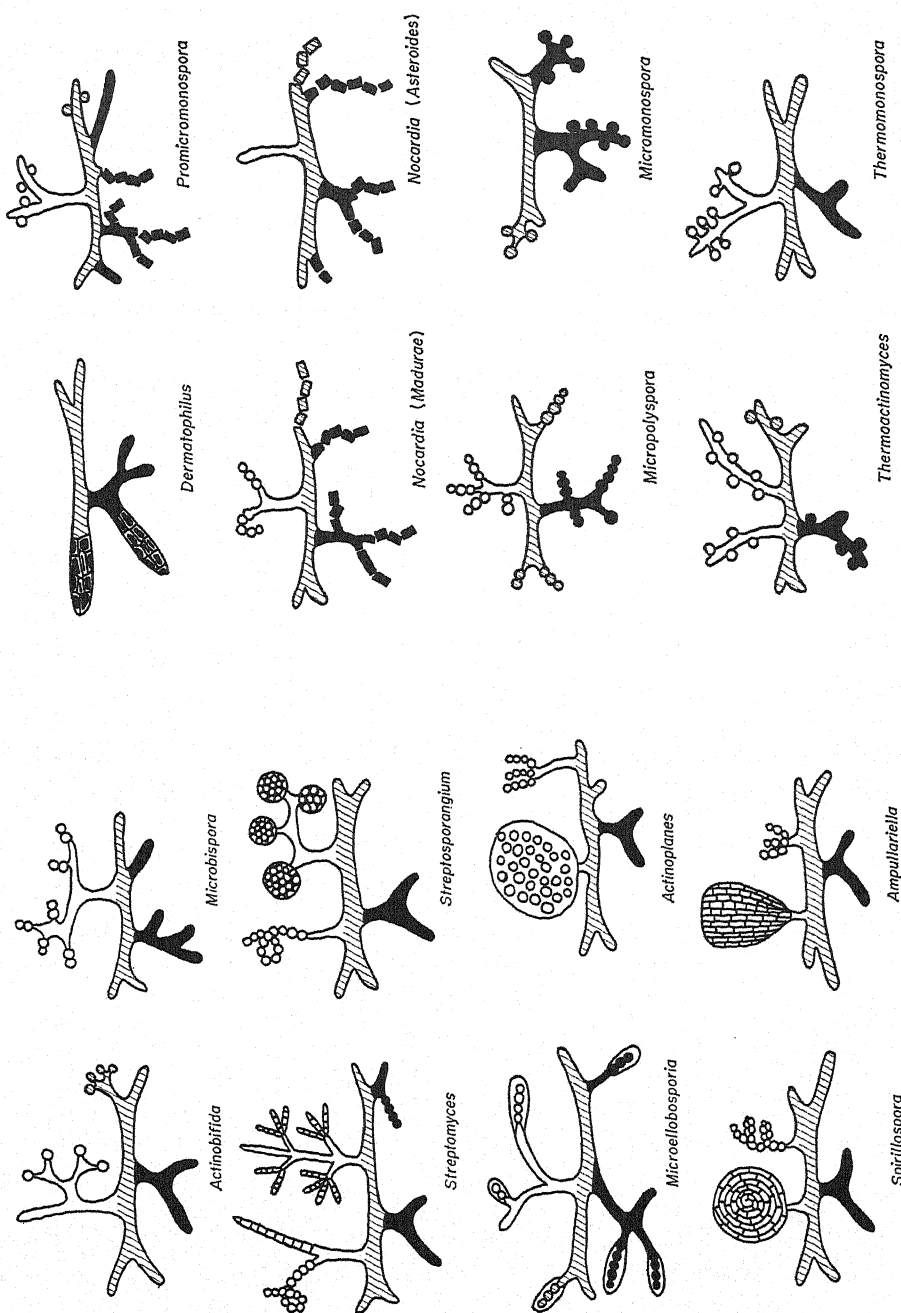 Actinobifida
Microbispora
Dermatophilus
Promicromonospora
Streptomyces
Streptosporangium
Nocardia (Madurae)
Nocardia (Asteroides)
Microellobosporia
Actinoplanes
Micropolyspora
Micromonospora
Spirillospora
Ampullariella
Thermoactinomyces
Thermomonospora